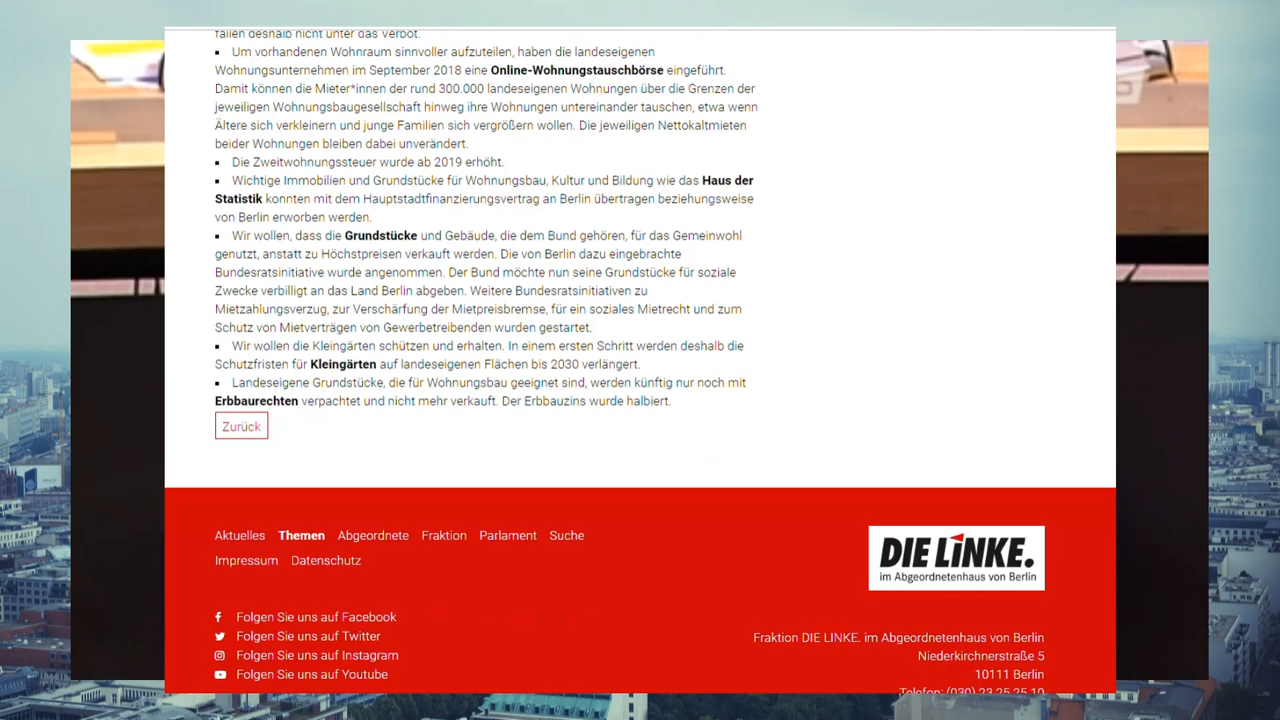 fallen deshalb nicht unter das Verbot.
▪ Um vorhandenen Wohnraum sinnvoller aufzuteilen, haben die landeseigenen
Wohnungsunternehmen im September 2018 eine Online-Wohnungstauschbörse eingeführt.
Damit können die Mieter*innen der rund 300.000 landeseigenen Wohnungen über die Grenzen der
jeweiligen Wohnungsbaugesellschaft hinweg ihre Wohnungen untereinander tauschen, etwa wenn
Ältere sich verkleinern und junge Familien sich vergrößern wollen. Die jeweiligen Nettokaltmieten
beider Wohnungen bleiben dabei unverändert.
▪ Die Zweitwohnungssteuer wurde ab 2019 erhöht.
▪ Wichtige Immobilien und Grundstücke für Wohnungsbau, Kultur und Bildung wie das Haus der
Statistik konnten mit dem Hauptstadtfinanzierungsvertrag an Berlin übertragen beziehungsweise
von Berlin erworben werden.
▪ Wir wollen, dass die Grundstücke und Gebäude, die dem Bund gehören, für das Gemeinwohl
genutzt, anstatt zu Höchstpreisen verkauft werden. Die von Berlin dazu eingebrachte
Bundesratsinitiative wurde angenommen. Der Bund möchte nun seine Grundstücke für soziale
Zwecke verbilligt an das Land Berlin abgeben. Weitere Bundesratsinitiativen zu
Mietzahlungsverzug, zur Verschärfung der Mietpreisbremse, für ein soziales Mietrecht und zum
Schutz von Mietverträgen von Gewerbetreibenden wurden gestartet.
▪ Wir wollen die Kleingärten schützen und erhalten. In einem ersten Schritt werden deshalb die
Schutzfristen für Kleingärten auf landeseigenen Flächen bis 2030 verlängert.
▪ Landeseigene Grundstücke, die für Wohnungsbau geeignet sind, werden künftig nur noch mit
Erbbaurechten verpachtet und nicht mehr verkauft. Der Erbbauzins wurde halbiert.
Zurück
Aktuelles Themen Abgeordnete Fraktion Parlament Suche
Impressum Datenschutz
DIE LiNKE.
im Abgeordnetenhaus von Berlin
Folgen Sie uns auf Facebook
Folgen Sie uns auf Twitter
Folgen Sie uns auf Instagram
Folgen Sie uns auf Youtube
Fraktion DIE LINKE. im Abgeordnetenhaus von Berlin
Niederkirchnerstraße 5
10111 Berlin
Telefon: (030) 23 25 25 10